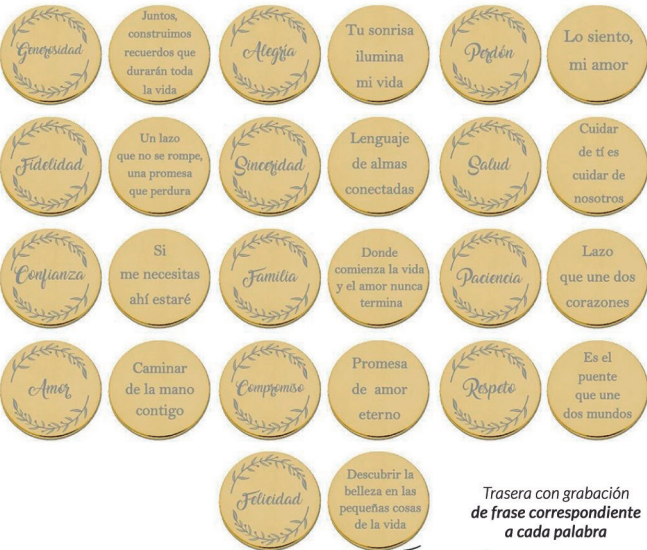 Generosidad
Juntos,
construimos
recuerdos que
durarán toda
la vida
Alegría
Tu sonrisa
ilumina
mi vida
Perdón
Lo siento,
mi amor
Fidelidad
Un lazo
que no se rompe,
una promesa
que perdura
Sinceridad
Lenguaje
de almas
conectadas
Salud
Cuidar
de tí es
cuidar de
nosotros
Confianza
Si
me necesitas
ahí estaré
Familia
Donde
comienza la vida
y el amor nunca
termina
Paciencia
Lazo
que une dos
corazones
Amor
Caminar
de la mano
contigo
Compromiso
Promesa
de amor
eterno
Respeto
Es el
puente
que une
dos mundos
Felicidad
Descubrir la
belleza en las
pequeñas cosas
de la vida
Trasera con grabación
de frase correspondiente
a cada palabra